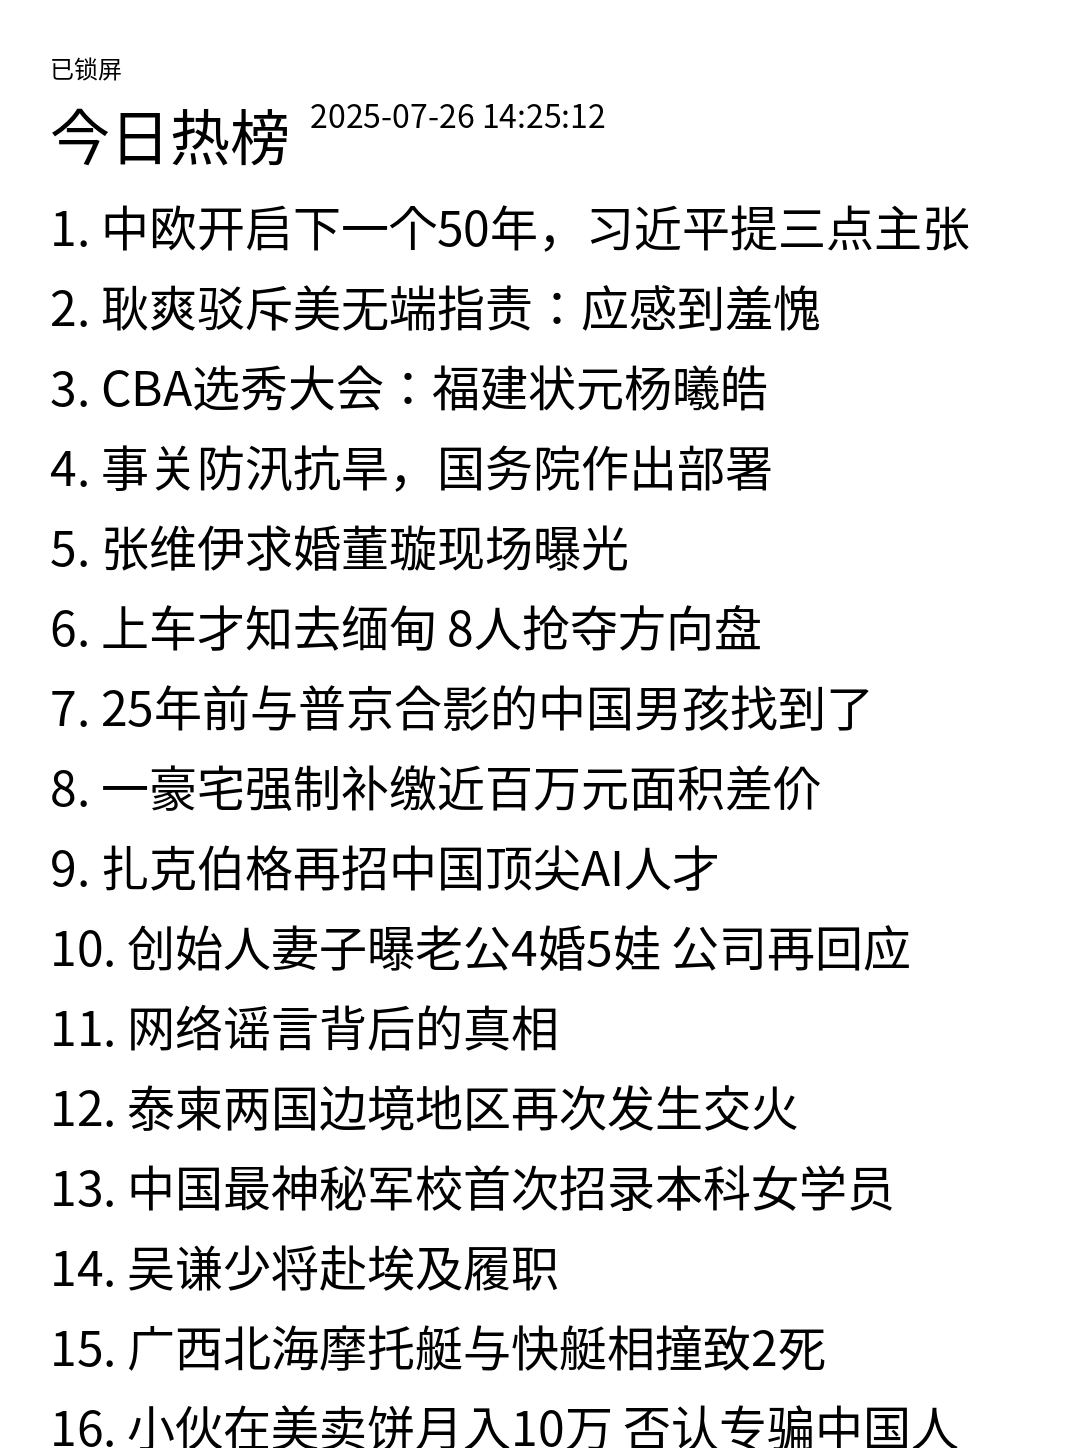 已锁屏
今日热榜 2025-07-26 14:25:12
1. 中欧开启下一个50年，习近平提三点主张
2. 耿爽驳斥美无端指责：应感到羞愧
3. CBA选秀大会：福建状元杨曦皓
4. 事关防汛抗旱，国务院作出部署
5. 张维伊求婚董璇现场曝光
6. 上车才知去缅甸 8人抢夺方向盘
7. 25年前与普京合影的中国男孩找到了
8. 一豪宅强制补缴近百万元面积差价
9. 扎克伯格再招中国顶尖AI人才
10. 创始人妻子曝老公4婚5娃 公司再回应
11. 网络谣言背后的真相
12. 泰柬两国边境地区再次发生交火
13. 中国最神秘军校首次招录本科女学员
14. 吴谦少将赴埃及履职
15. 广西北海摩托艇与快艇相撞致2死
16. 小伙在美卖饼月入10万 否认专骗中国人